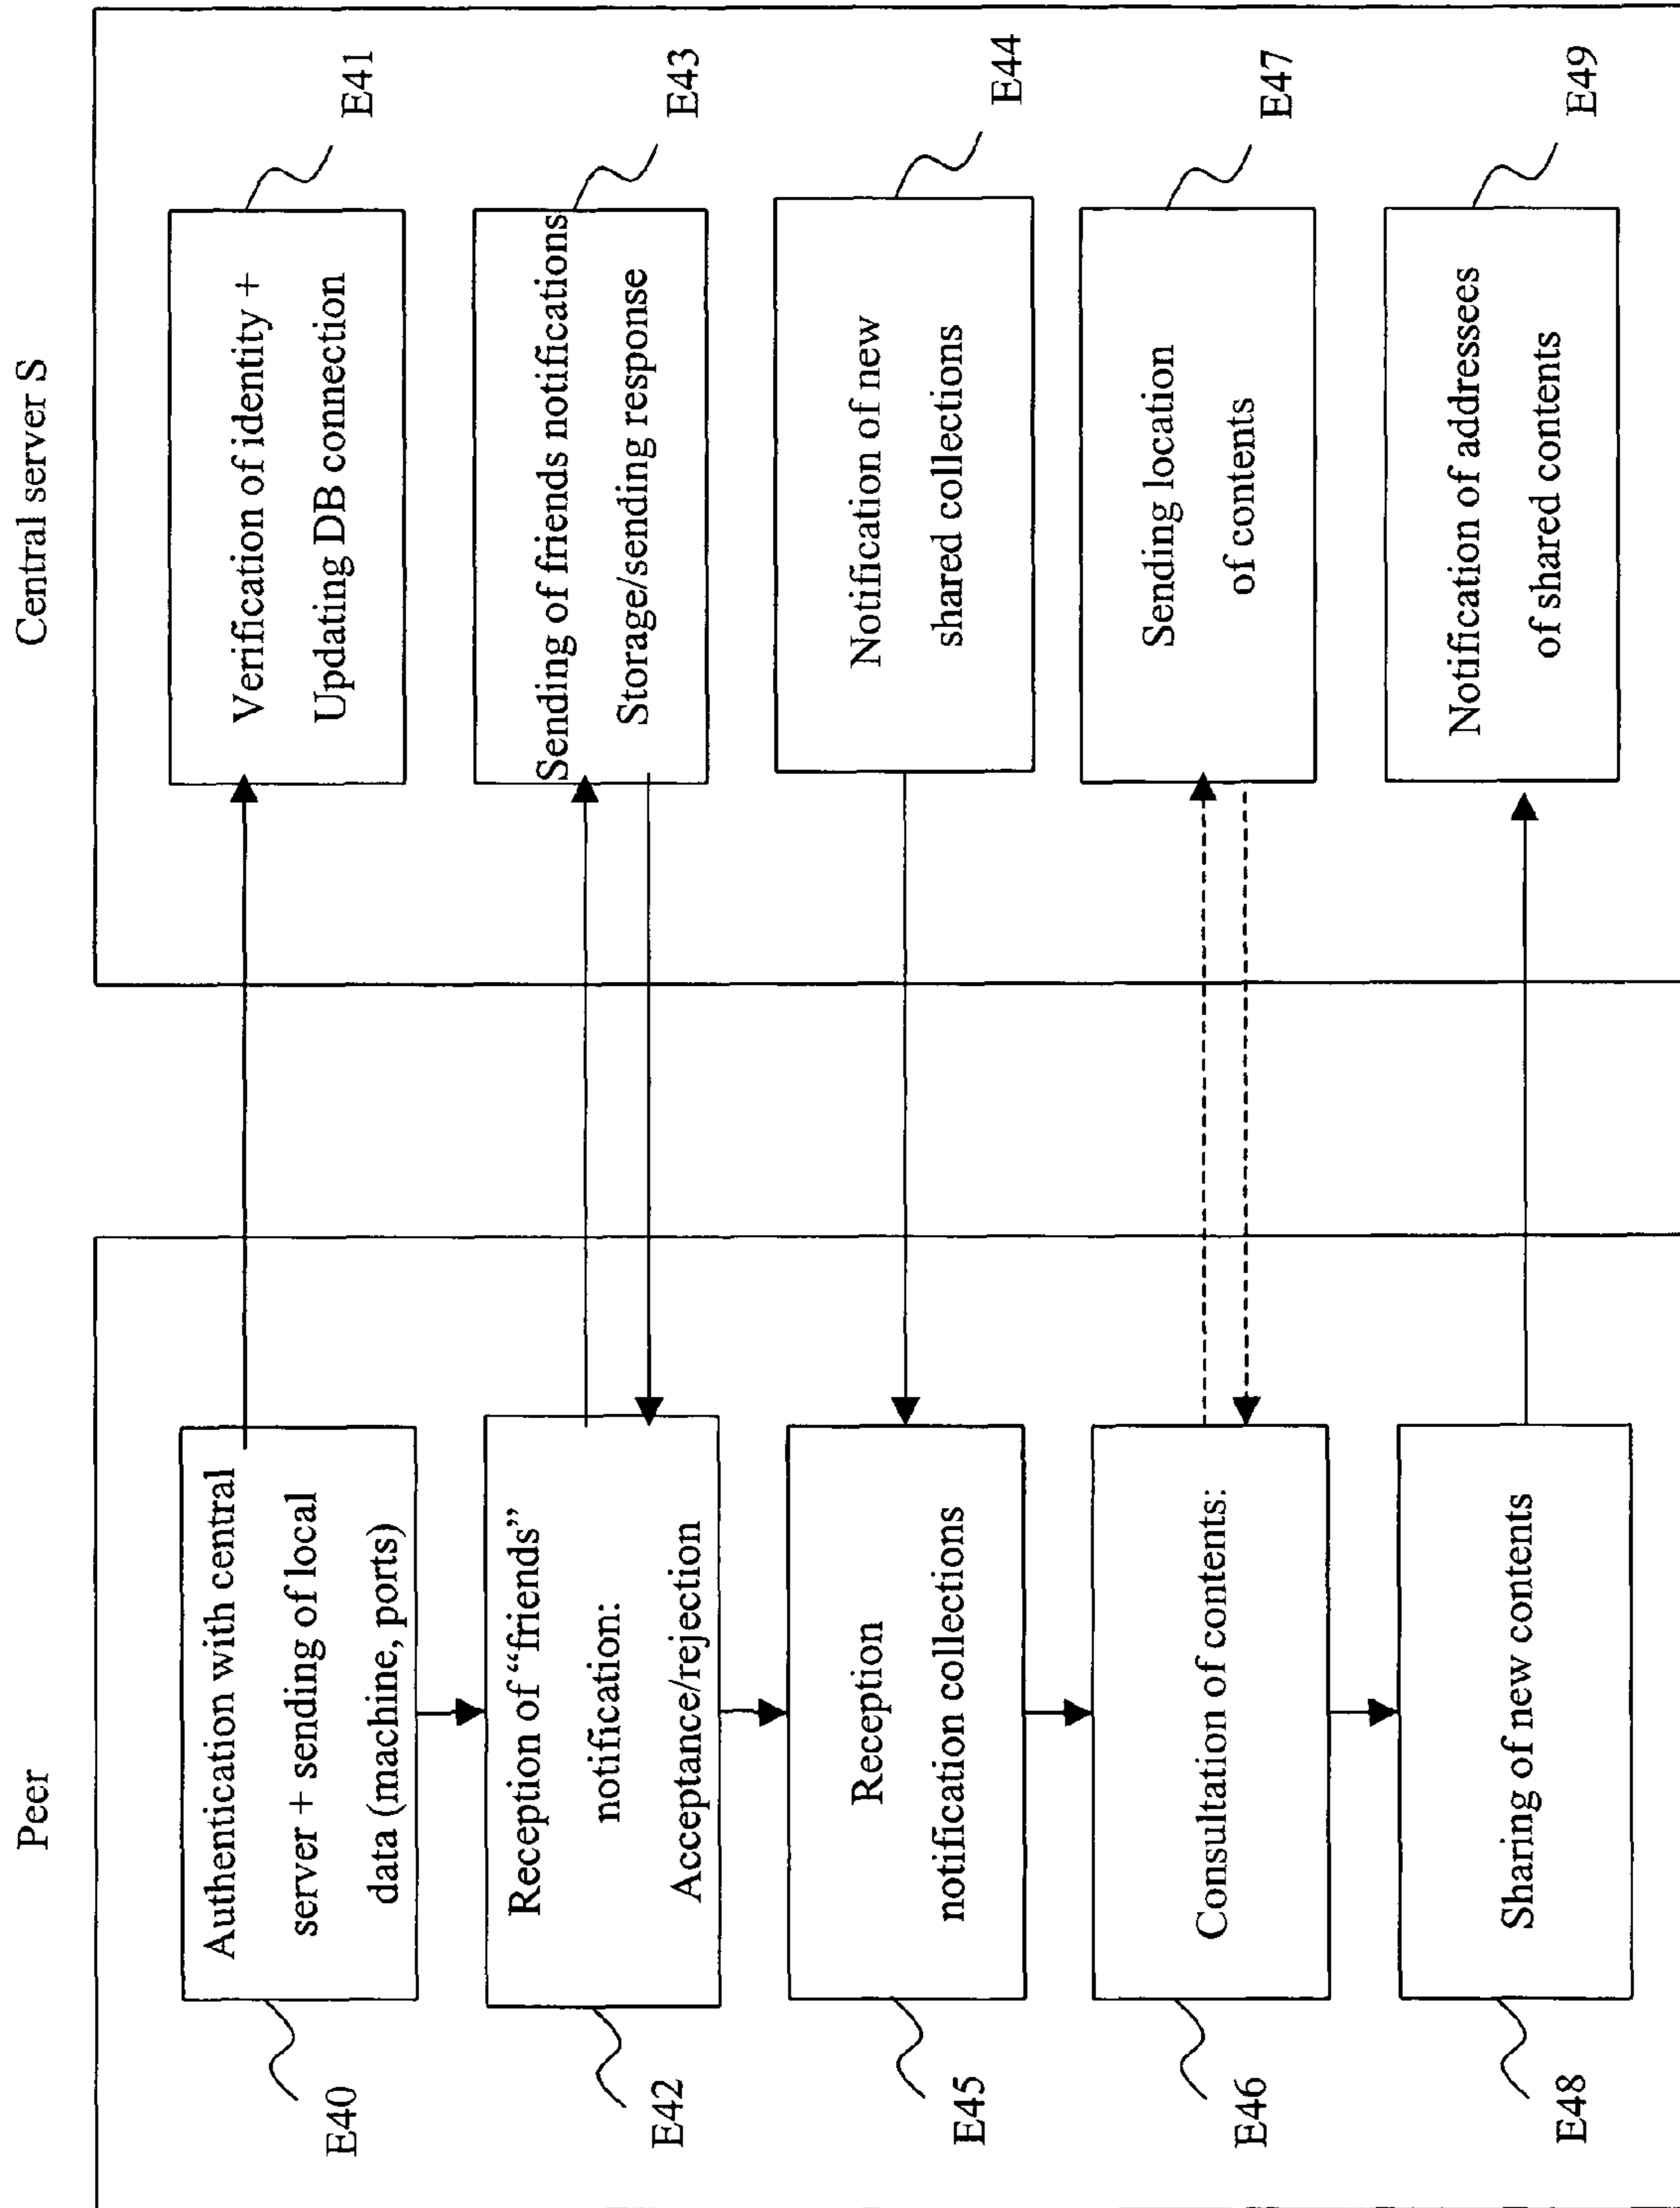 Peer
Central server S
Authentication with central
server + sending of local
data (machine, ports)
E40
Verification of identity +
Updating DB connection
E41
Reception of “friends”
notification:
Acceptance/rejection
E42
Sending of friends notifications
Storage/sending response
E43
Reception
notification collections
E45
Notification of new
shared collections
E44
Consultation of contents:
E46
Sending location
of contents
E47
Sharing of new contents
E48
Notification of addressees
of shared contents
E49